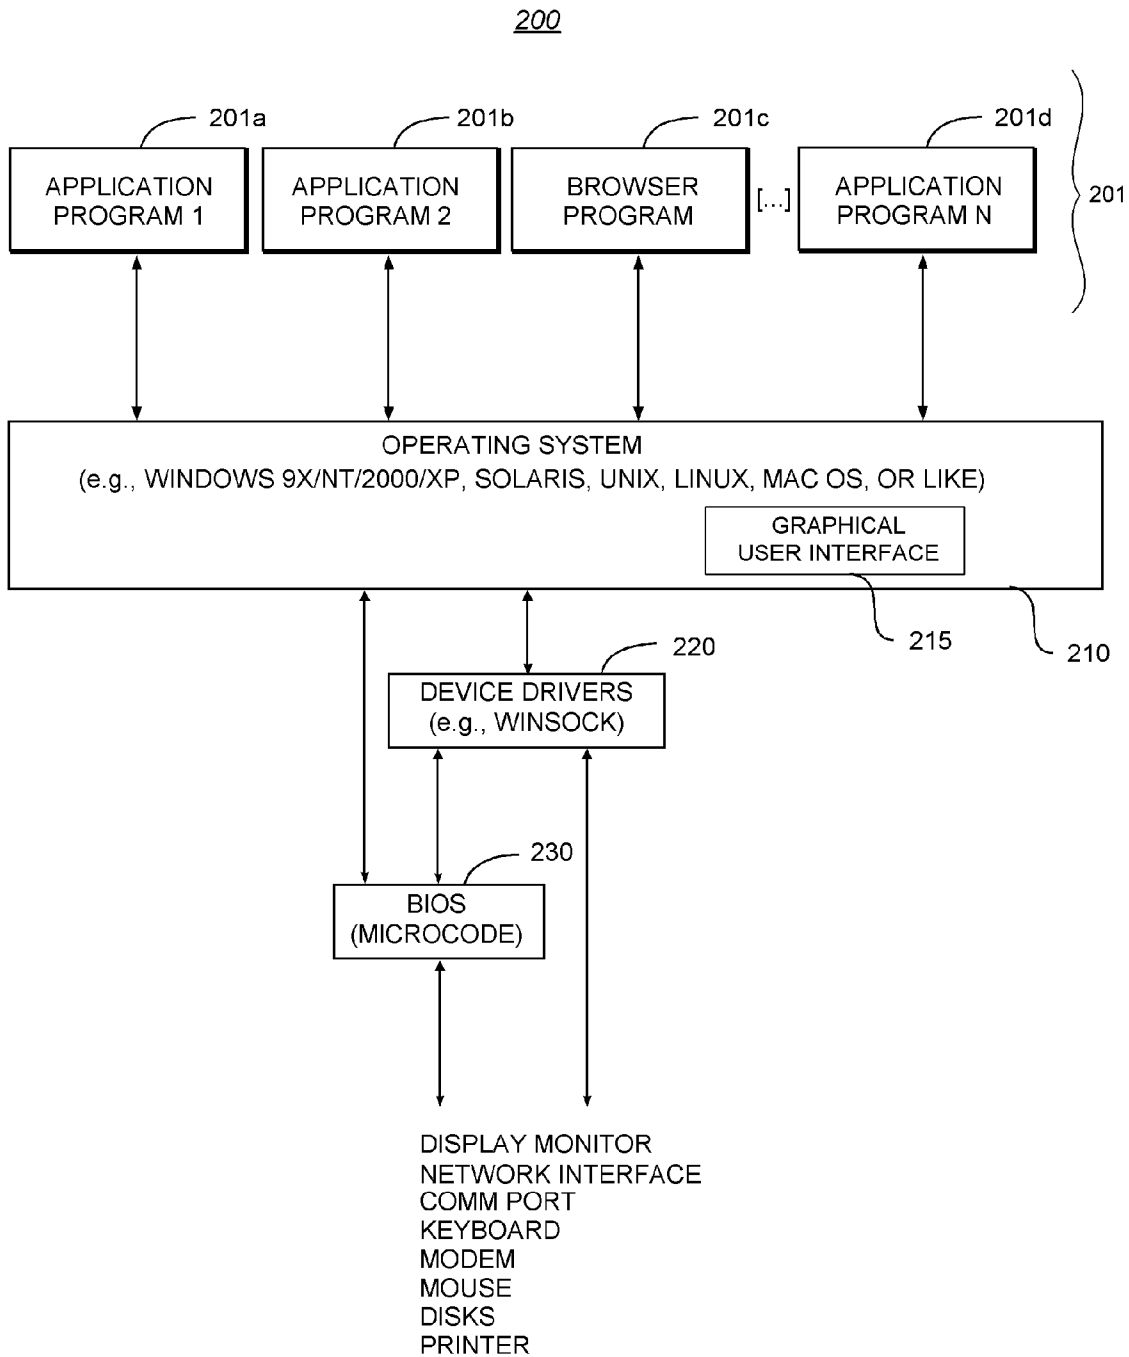 200
201a
201b
201c
201d
APPLICATION
PROGRAM 1
APPLICATION
PROGRAM 2
BROWSER
PROGRAM
[...]
APPLICATION
PROGRAM N
201
OPERATING SYSTEM
(e.g., WINDOWS 9X/NT/2000/XP, SOLARIS, UNIX, LINUX, MAC OS, OR LIKE)
GRAPHICAL
USER INTERFACE
215
210
220
DEVICE DRIVERS
(e.g., WINSOCK)
230
BIOS
(MICROCODE)
DISPLAY MONITOR
NETWORK INTERFACE
COMM PORT
KEYBOARD
MODEM
MOUSE
DISKS
PRINTER